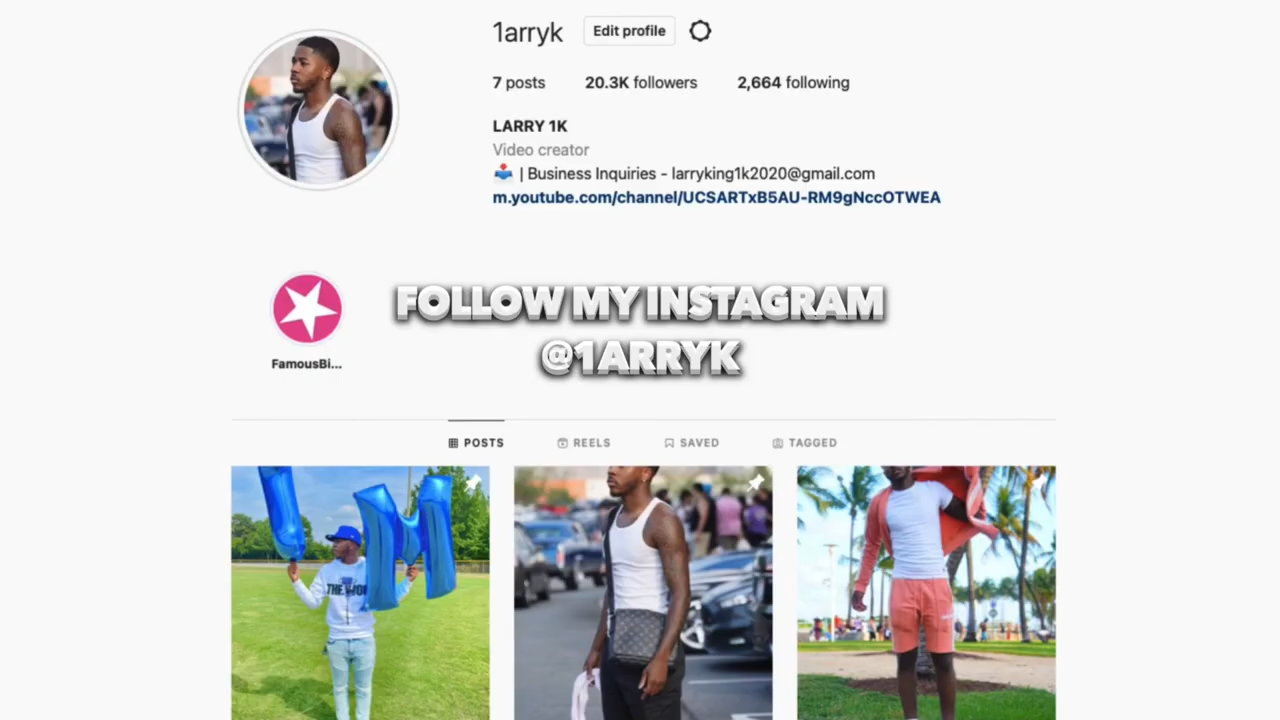 1arryk Edit profile
7 posts 20.3K followers 2,664 following
LARRY 1K
Video creator
| Business Inquiries - larryking1k2020@gmail.com
m.youtube.com/channel/UCSARTxB5AU-RM9gNccOTWEA
FOLLOW MY INSTAGRAM
@1ARRYK
FamousBi...
POSTS REELS SAVED TAGGED
THE